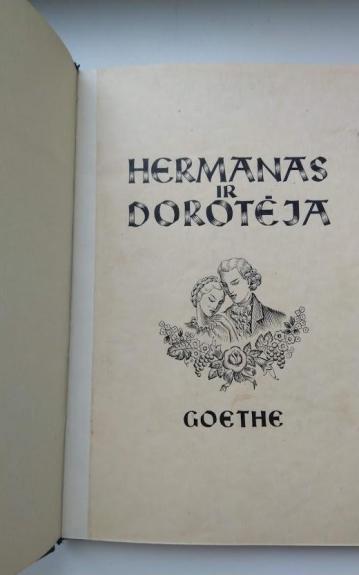 HERMANAS
IR
DOROTĖJA
GOETHE